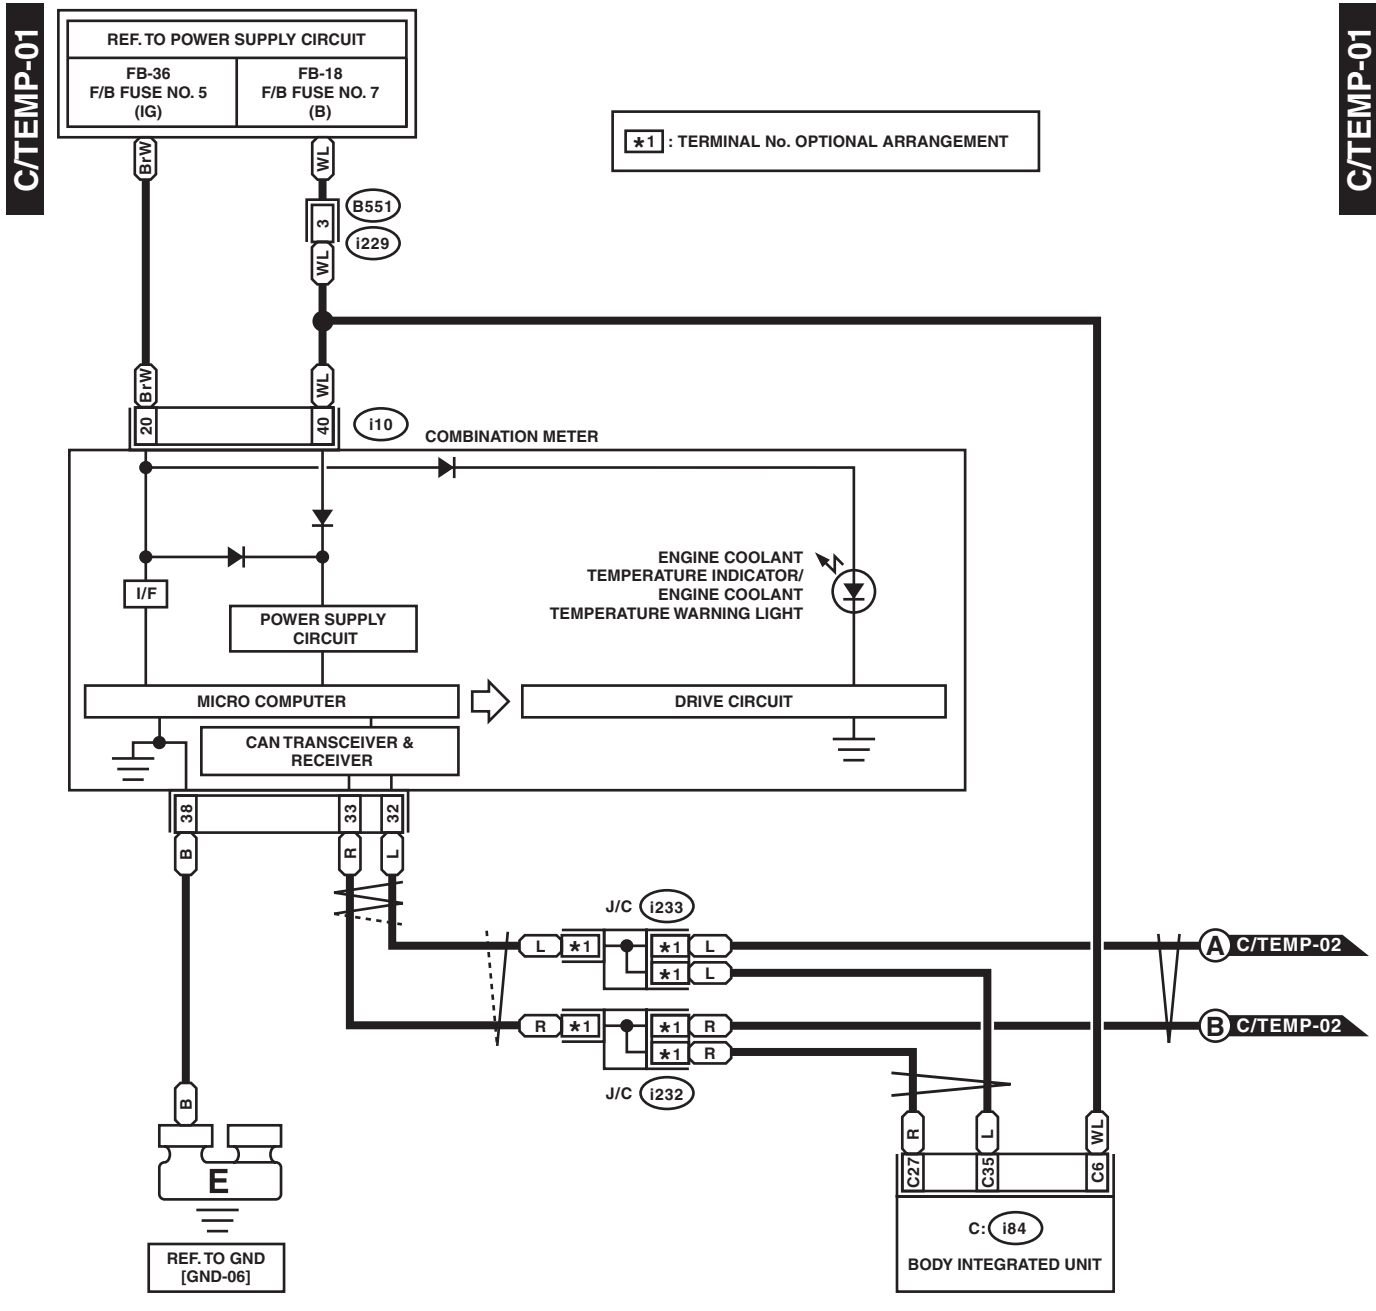 C/TEMP-01
C/TEMP-01
REF. TO POWER SUPPLY CIRCUIT
FB-36
F/B FUSE NO. 5
(IG)
FB-18
F/B FUSE NO. 7
(B)
*1 : TERMINAL No. OPTIONAL ARRANGEMENT
BrW
WL
3
B551
i229
WL
BrW
WL
20
40
i10
COMBINATION METER
ENGINE COOLANT
TEMPERATURE INDICATOR/
ENGINE COOLANT
TEMPERATURE WARNING LIGHT
I/F
POWER SUPPLY
CIRCUIT
MICRO COMPUTER
DRIVE CIRCUIT
CAN TRANSCEIVER &
RECEIVER
38
33
32
B
R
L
J/C i233
L *1
*1 L
A C/TEMP-02
*1 L
R *1
*1 R
B C/TEMP-02
*1 R
J/C i232
B
E
REF. TO GND
[GND-06]
R
L
WL
C27
C35
C6
C: i84
BODY INTEGRATED UNIT